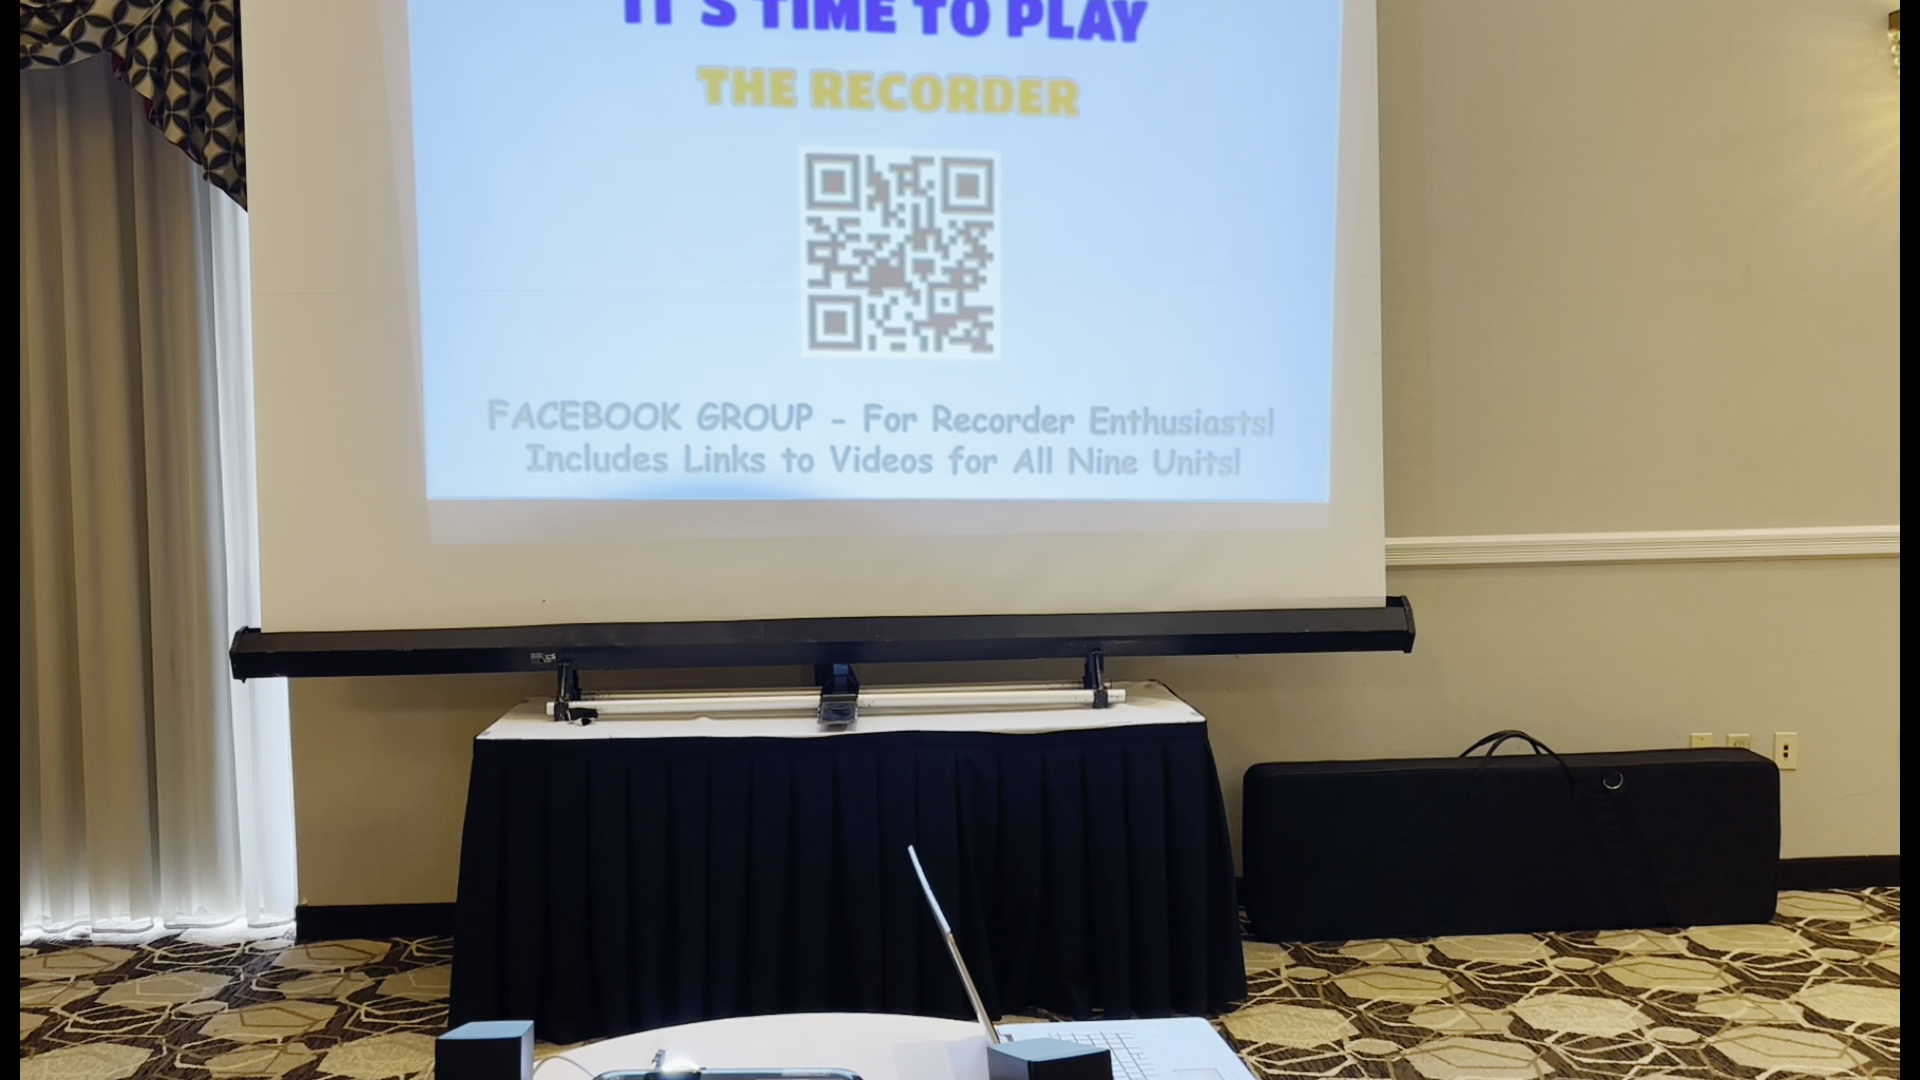 IT'S TIME TO PLAY
THE RECORDER
FACEBOOK GROUP - For Recorder Enthusiasts!
Includes Links to Videos for All Nine Units!